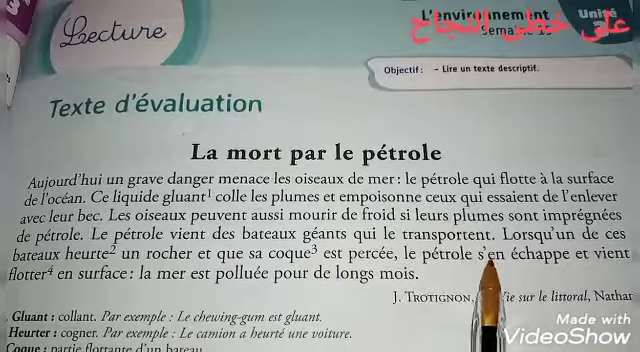 Lecture
L'environnement
Unité
Semaine
على خطى النجاح
Objectif : - Lire un texte descriptif.
Texte d'évaluation
La mort par le pétrole
Aujourd'hui un grave danger menace les oiseaux de mer : le pétrole qui flotte à la surface
de l'océan. Ce liquide gluant¹ colle les plumes et empoisonne ceux qui essaient de l'enlever
avec leur bec. Les oiseaux peuvent aussi mourir de froid si leurs plumes sont imprégnées
de pétrole. Le pétrole vient des bateaux géants qui le transportent. Lorsqu'un de ces
bateaux heurte² un rocher et que sa coque³ est percée, le pétrole s'en échappe et vient
flotter⁴ en surface : la mer est polluée pour de longs mois.
J. TROTIGNON, Vie sur le littoral, Nathan
. Gluant : collant. Par exemple : Le chewing-gum est gluant.
Heurter : cogner. Par exemple : Le camion a heurté une voiture.
Coque : partie flottante d'un bateau
Made with
VideoShow